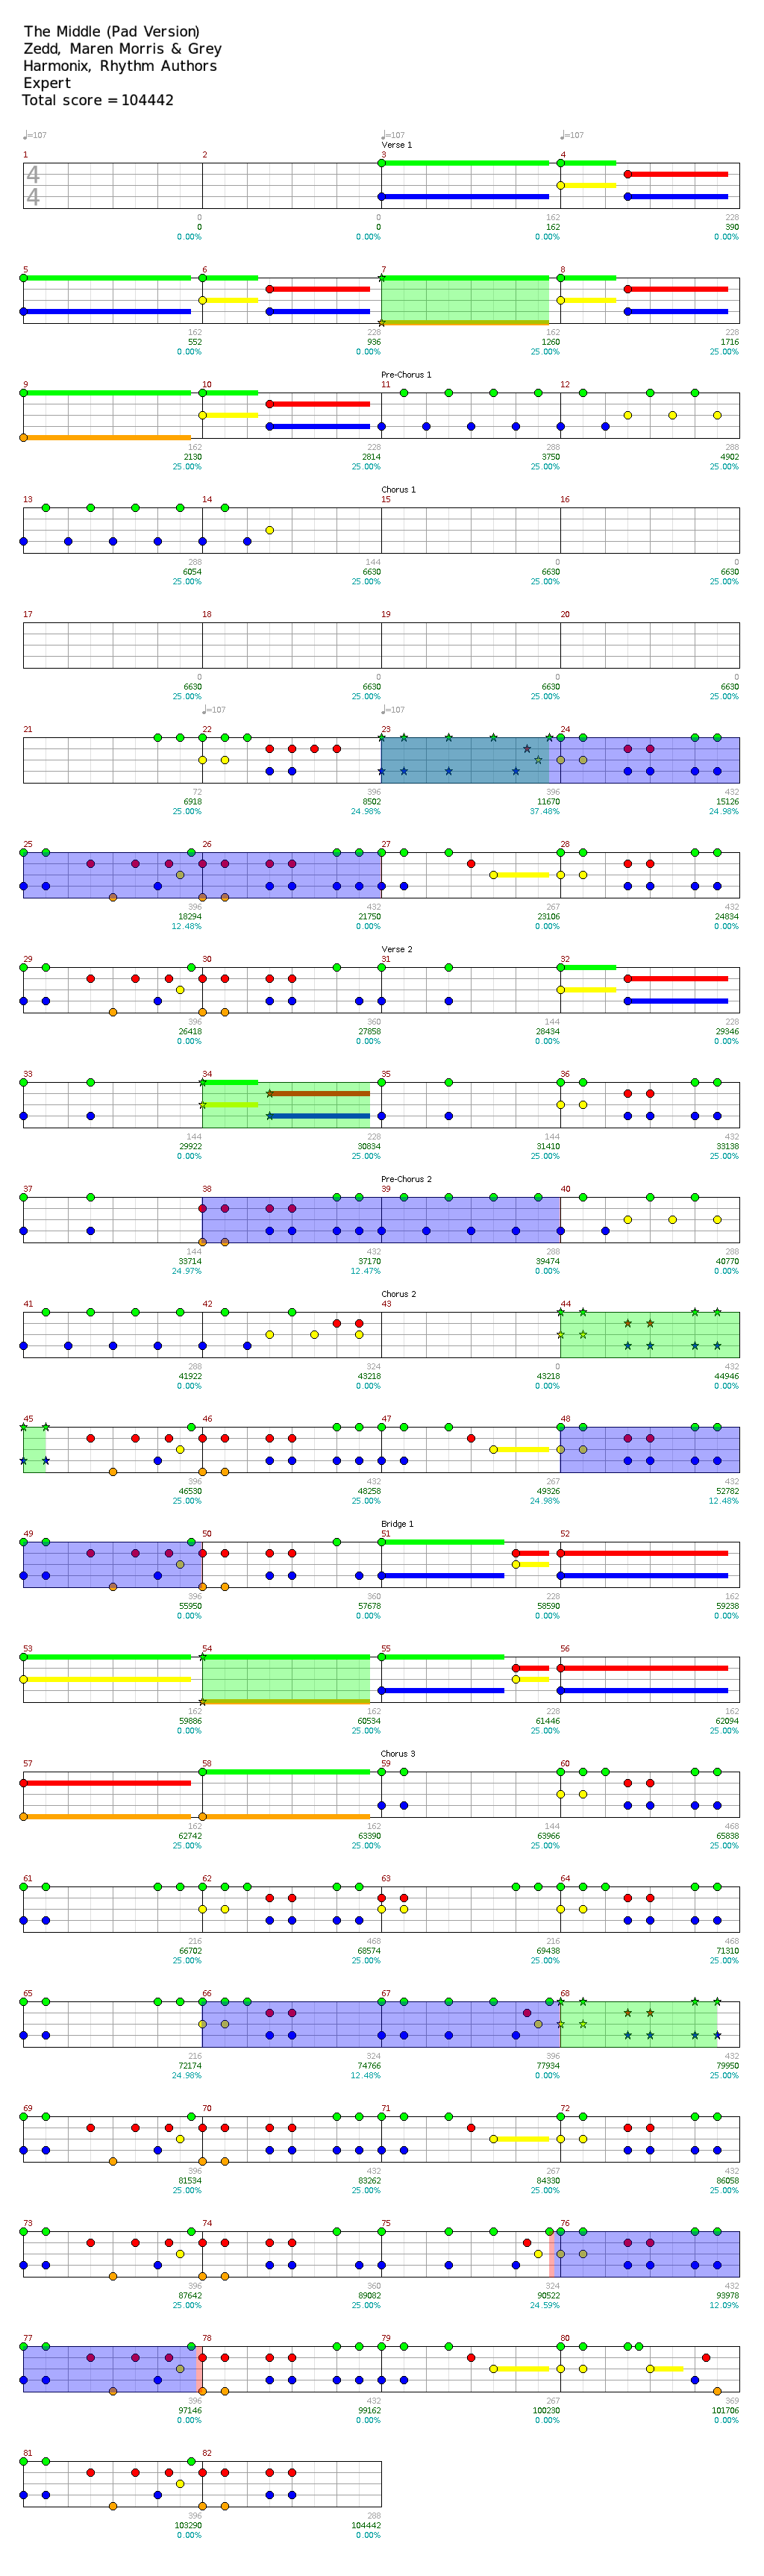 The Middle (Pad Version)
Zedd, Maren Morris & Grey
Harmonix, Rhythm Authors
Expert
Total score = 104442
♩=107 ♩=107 ♩=107
Verse 1
1 2 3 4
4
4
0 0 162 228
0 0 162 390
0.00% 0.00% 0.00% 0.00%
5 6 7 8
162 228 162 228
552 936 1260 1716
0.00% 0.00% 25.00% 25.00%
Pre-Chorus 1
9 10 11 12
162 228 288 288
2130 2814 3750 4902
25.00% 25.00% 25.00% 25.00%
Chorus 1
13 14 15 16
288 144 0 0
6054 6630 6630 6630
25.00% 25.00% 25.00% 25.00%
17 18 19 20
0 0 0 0
6630 6630 6630 6630
25.00% 25.00% 25.00% 25.00%
♩=107 ♩=107
21 22 23 24
72 396 396 432
6918 8502 11670 15126
25.00% 24.98% 37.48% 24.98%
25 26 27 28
396 432 267 432
18294 21750 23106 24834
12.48% 0.00% 0.00% 0.00%
Verse 2
29 30 31 32
396 360 144 228
26418 27858 28434 29346
0.00% 0.00% 0.00% 0.00%
33 34 35 36
144 228 144 432
29922 30834 31410 33138
0.00% 25.00% 25.00% 25.00%
Pre-Chorus 2
37 38 39 40
144 432 288 288
33714 37170 39474 40770
24.97% 12.47% 0.00% 0.00%
Chorus 2
41 42 43 44
288 324 0 432
41922 43218 43218 44946
0.00% 0.00% 0.00% 0.00%
45 46 47 48
396 432 267 432
46530 48258 49326 52782
25.00% 25.00% 24.98% 12.48%
Bridge 1
49 50 51 52
396 360 228 162
55950 57678 58590 59238
0.00% 0.00% 0.00% 0.00%
53 54 55 56
162 162 228 162
59886 60534 61446 62094
0.00% 25.00% 25.00% 25.00%
Chorus 3
57 58 59 60
162 162 144 468
62742 63390 63966 65838
25.00% 25.00% 25.00% 25.00%
61 62 63 64
216 468 216 468
66702 68574 69438 71310
25.00% 25.00% 25.00% 25.00%
65 66 67 68
216 324 396 432
72174 74766 77934 79950
24.98% 12.48% 0.00% 25.00%
69 70 71 72
396 432 267 432
81534 83262 84330 86058
25.00% 25.00% 25.00% 25.00%
73 74 75 76
396 360 324 432
87642 89082 90522 93978
25.00% 25.00% 24.59% 12.09%
77 78 79 80
396 432 267 369
97146 99162 100230 101706
0.00% 0.00% 0.00% 0.00%
81 82
396 288
103290 104442
0.00% 0.00%